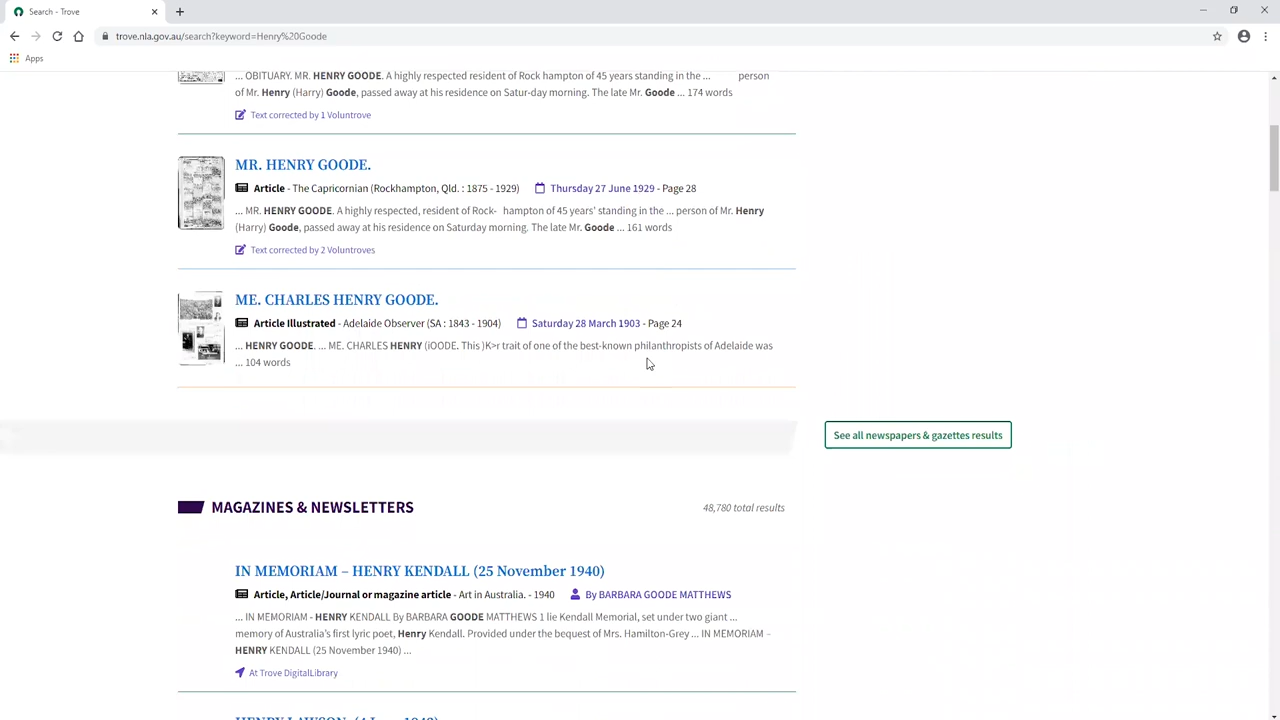 Search - Trove
trove.nla.gov.au/search?keyword=Henry%20Goode
Apps
... OBITUARY. MR. HENRY GOODE. A highly respected resident of Rock hampton of 45 years standing in the ... person
of Mr. Henry (Harry) Goode, passed away at his residence on Satur-day morning. The late Mr. Goode ... 174 words
Text corrected by 1 Voluntrove
MR. HENRY GOODE.
Article - The Capricornian (Rockhampton, Qld. : 1875 - 1929) Thursday 27 June 1929 - Page 28
... MR. HENRY GOODE. A highly respected, resident of Rock- hampton of 45 years' standing in the ... person of Mr. Henry
(Harry) Goode, passed away at his residence on Saturday morning. The late Mr. Goode ... 161 words
Text corrected by 2 Voluntroves
ME. CHARLES HENRY GOODE.
Article Illustrated - Adelaide Observer (SA : 1843 - 1904) Saturday 28 March 1903 - Page 24
... HENRY GOODE. ... ME. CHARLES HENRY (iOODE. This )K>r trait of one of the best-known philanthropists of Adelaide was
... 104 words
See all newspapers & gazettes results
MAGAZINES & NEWSLETTERS 48,780 total results
IN MEMORIAM – HENRY KENDALL (25 November 1940)
Article, Article/Journal or magazine article - Art in Australia. - 1940 By BARBARA GOODE MATTHEWS
... IN MEMORIAM - HENRY KENDALL By BARBARA GOODE MATTHEWS 1 lie Kendall Memorial, set under two giant ...
memory of Australia's first lyric poet, Henry Kendall. Provided under the bequest of Mrs. Hamilton-Grey ... IN MEMORIAM –
HENRY KENDALL (25 November 1940) ...
At Trove DigitalLibrary